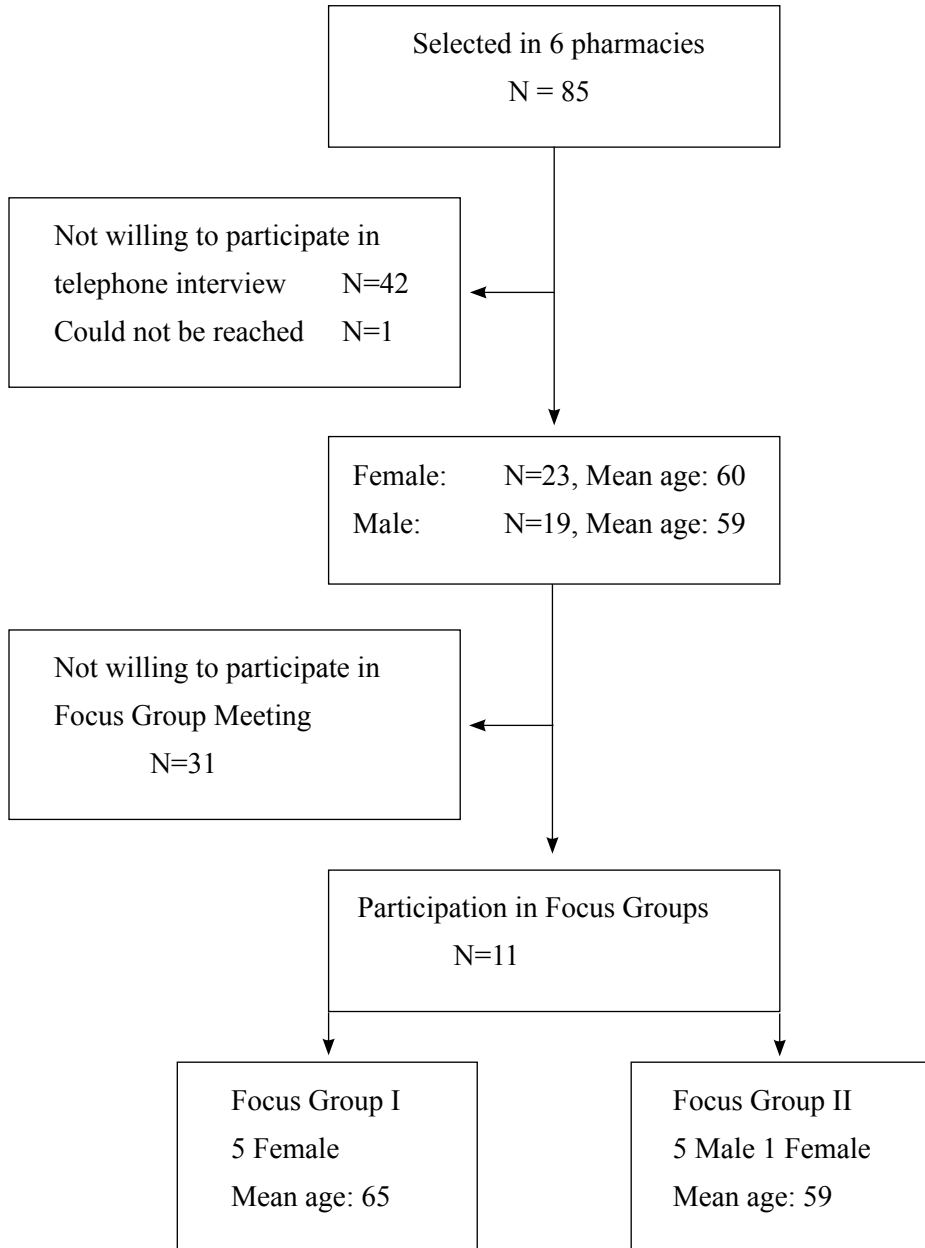 Selected in 6 pharmacies
N = 85
Not willing to participate in
telephone interview N=42
Could not be reached N=1
Female: N=23, Mean age: 60
Male: N=19, Mean age: 59
Not willing to participate in
Focus Group Meeting
N=31
Participation in Focus Groups
N=11
Focus Group I
5 Female
Mean age: 65
Focus Group II
5 Male 1 Female
Mean age: 59